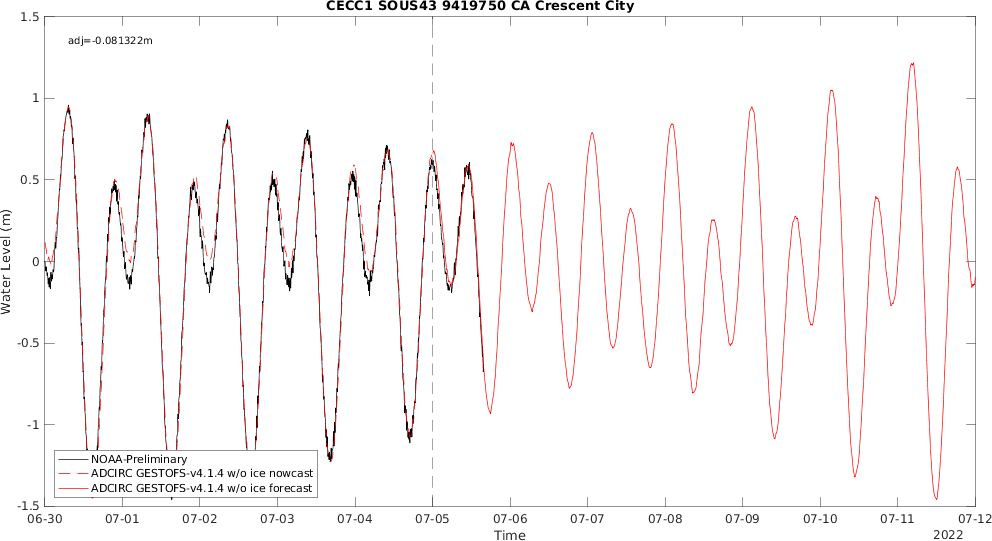 CECC1 SOUS43 9419750 CA Crescent City
adj=-0.081322m
Water Level (m)
1.5
1
0.5
0
-0.5
-1
-1.5
NOAA-Preliminary
ADCIRC GESTOFS-v4.1.4 w/o ice nowcast
ADCIRC GESTOFS-v4.1.4 w/o ice forecast
06-30 07-01 07-02 07-03 07-04 07-05 07-06 07-07 07-08 07-09 07-10 07-11 07-12
Time
2022